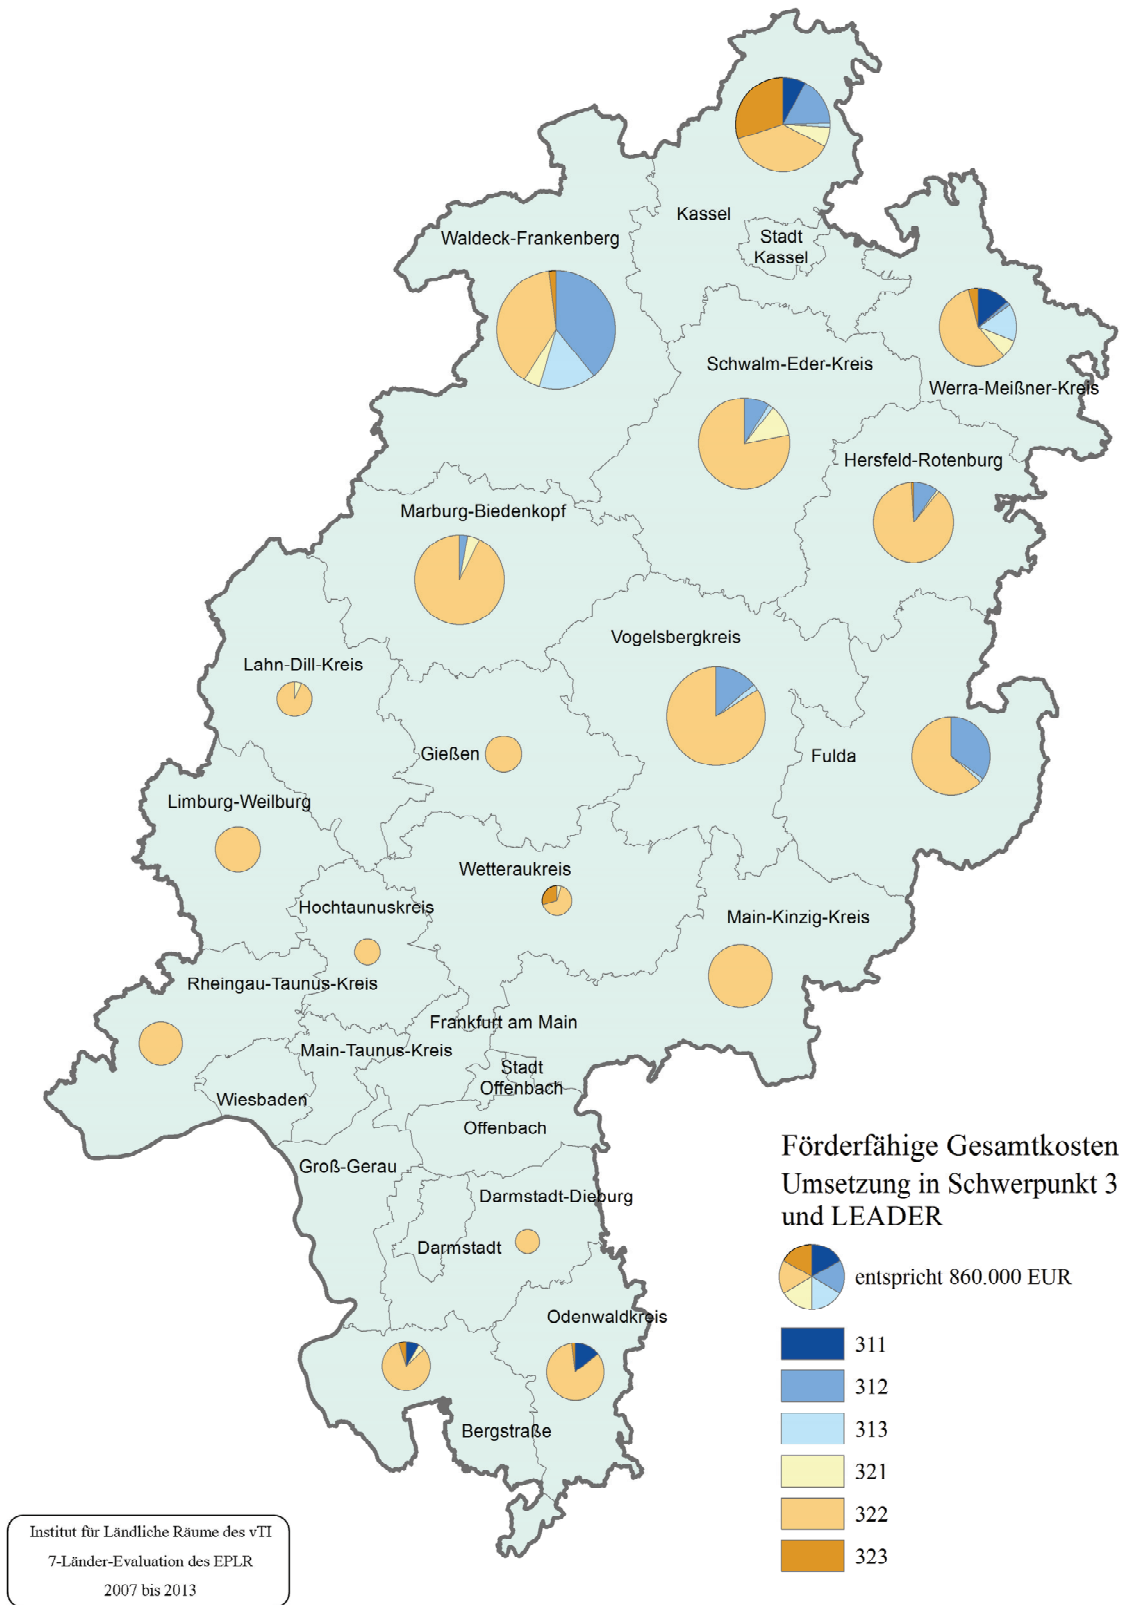 Kassel
Stadt
Kassel
Waldeck-Frankenberg
Schwalm-Eder-Kreis
Werra-Meißner-Kreis
Hersfeld-Rotenburg
Marburg-Biedenkopf
Vogelsbergkreis
Lahn-Dill-Kreis
Gießen
Fulda
Limburg-Weilburg
Wetteraukreis
Hochtaunuskreis
Main-Kinzig-Kreis
Rheingau-Taunus-Kreis
Frankfurt am Main
Main-Taunus-Kreis
Stadt
Offenbach
Wiesbaden
Offenbach
Groß-Gerau
Darmstadt-Dieburg
Darmstadt
Odenwaldkreis
Bergstraße
Förderfähige Gesamtkosten
Umsetzung in Schwerpunkt 3
und LEADER
entspricht 860.000 EUR
311
312
313
321
322
323
Institut für Ländliche Räume des vTI
7-Länder-Evaluation des EPLR
2007 bis 2013